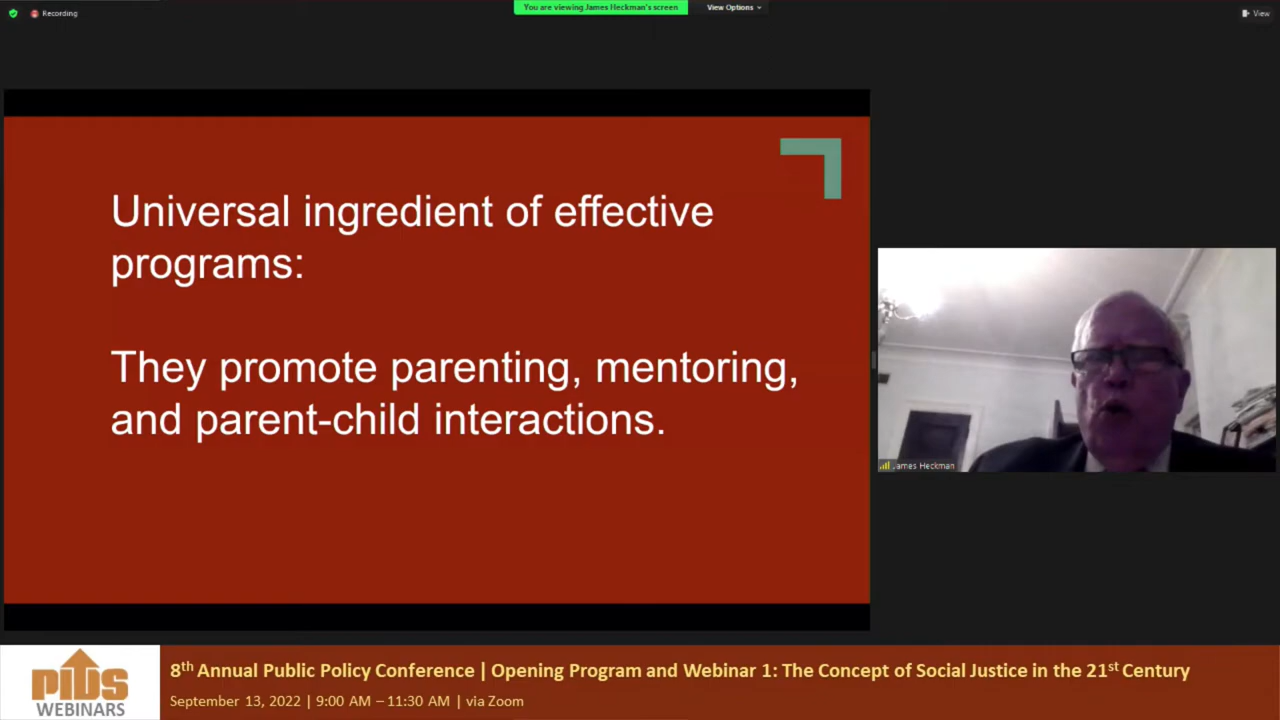 Recording
You are viewing James Heckman's screen
View Options
View
Universal ingredient of effective
programs:
They promote parenting, mentoring,
and parent-child interactions.
James Heckman
PIDS
WEBINARS
8th Annual Public Policy Conference | Opening Program and Webinar 1: The Concept of Social Justice in the 21st Century
September 13, 2022 | 9:00 AM – 11:30 AM | via Zoom